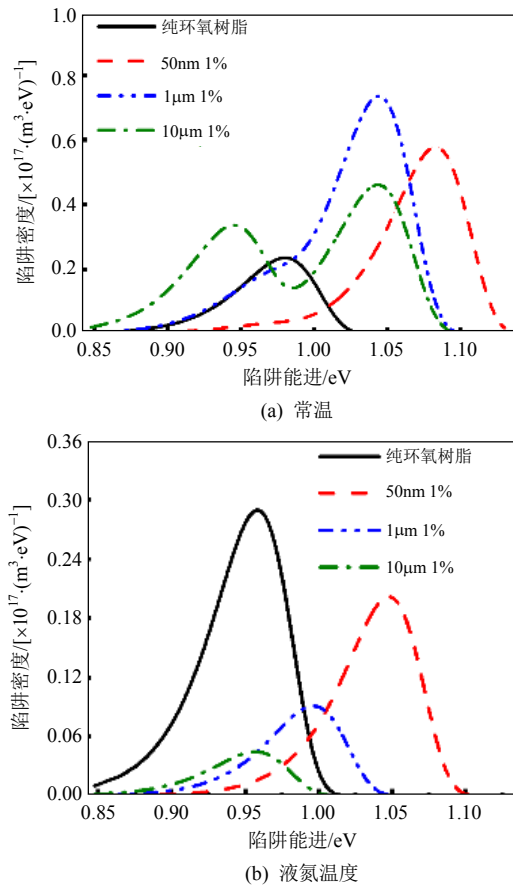 1.0
0.8
0.6
0.4
0.2
0.0
陷阱密度/[×10¹⁷·(m³·eV)⁻¹]
纯环氧树脂
50nm 1%
1μm 1%
10μm 1%
0.85 0.90 0.95 1.00 1.05 1.10
陷阱能进/eV
(a) 常温
0.36
0.30
0.24
0.18
0.12
0.06
0.00
陷阱密度/[×10¹⁷·(m³·eV)⁻¹]
纯环氧树脂
50nm 1%
1μm 1%
10μm 1%
0.85 0.90 0.95 1.00 1.05 1.10
陷阱能进/eV
(b) 液氮温度